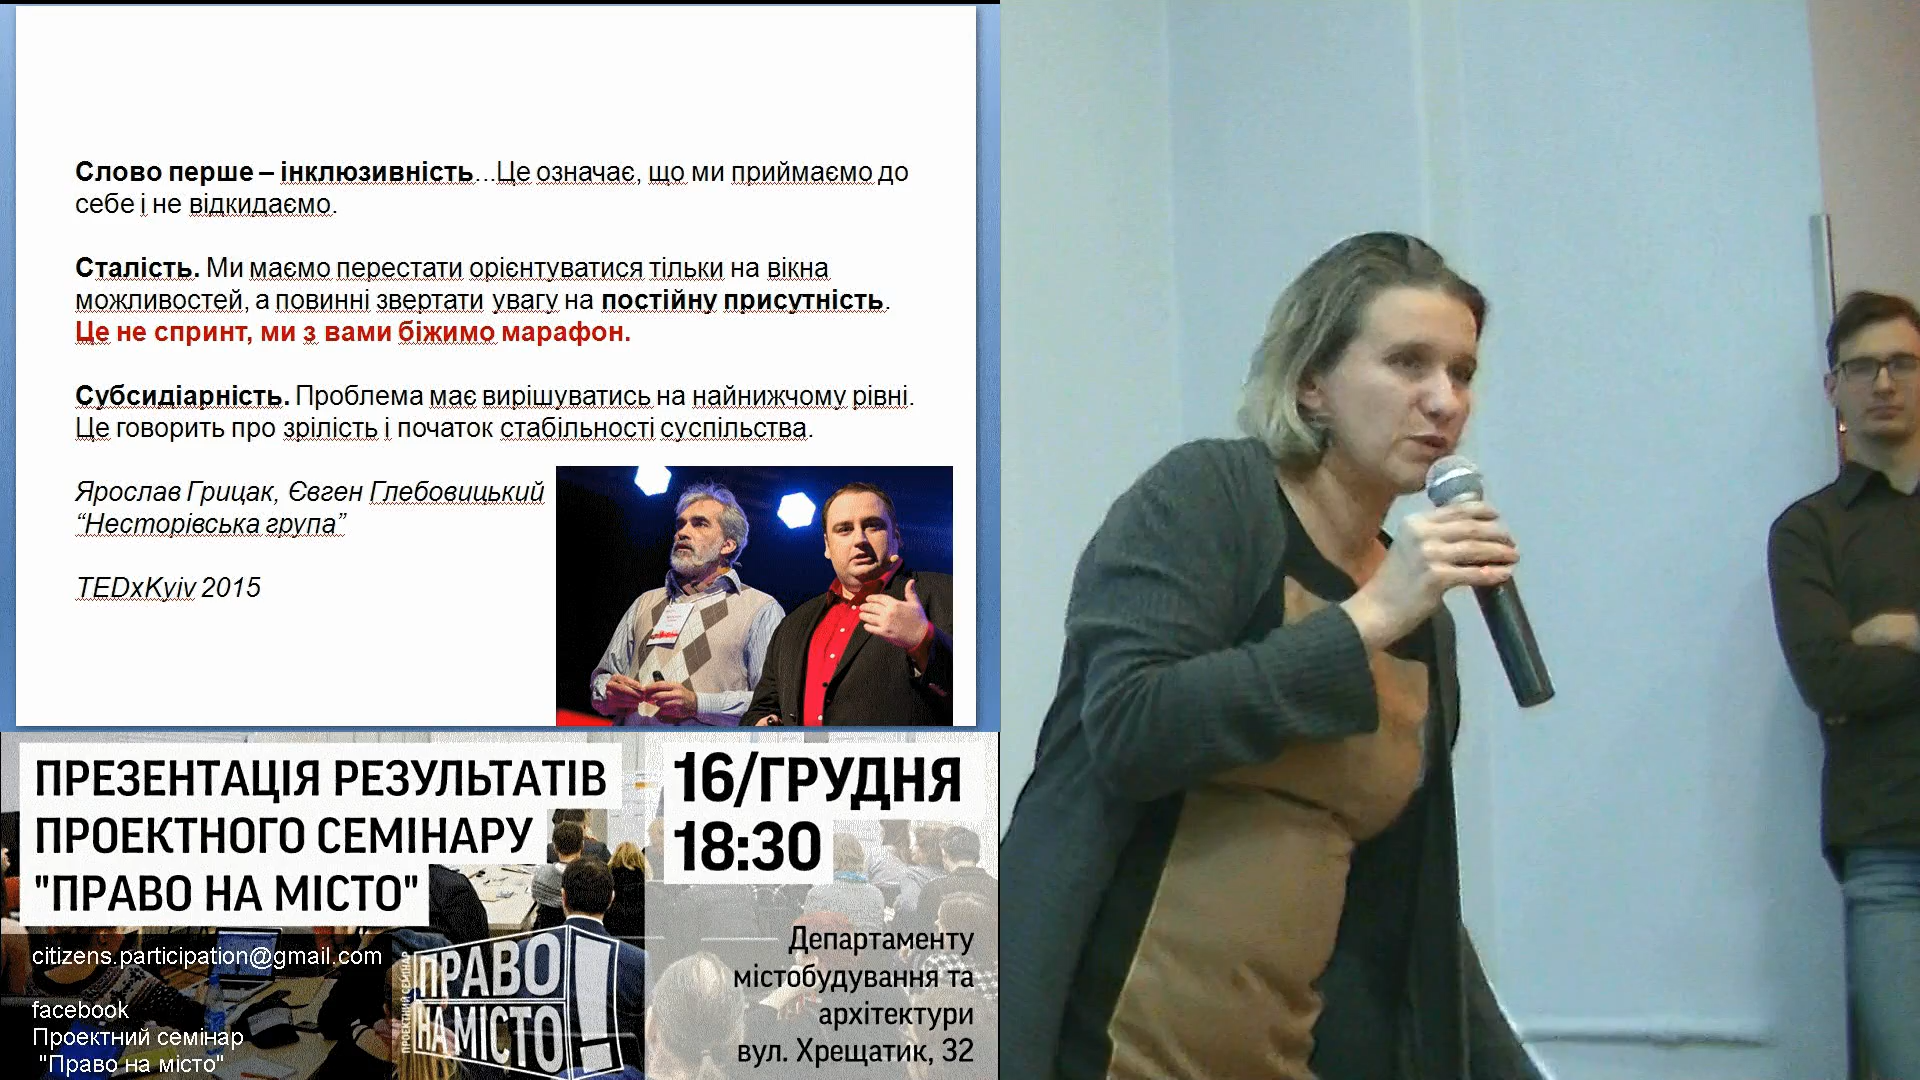 Слово перше – інклюзивність...Це означає, що ми приймаємо до
себе і не відкидаємо.
Сталість. Ми маємо перестати орієнтуватися тільки на вікна
можливостей, а повинні звертати увагу на постійну присутність.
Це не спринт, ми з вами біжимо марафон.
Субсидіарність. Проблема має вирішуватись на найнижчому рівні.
Це говорить про зрілість і початок стабільності суспільства.
Ярослав Грицак, Євген Глебовицький
“Несторівська група”
TEDxKyiv 2015
ПРЕЗЕНТАЦІЯ РЕЗУЛЬТАТІВ
ПРОЕКТНОГО СЕМІНАРУ
"ПРАВО НА МІСТО"
16/ГРУДНЯ
18:30
citizens.participation@gmail.com
facebook
Проектний семінар
"Право на місто"
ПРОЕКТНИЙ СЕМІНАР
ПРАВО
НА МІСТО!
Департаменту
містобудування та
архітектури
вул. Хрещатик, 32